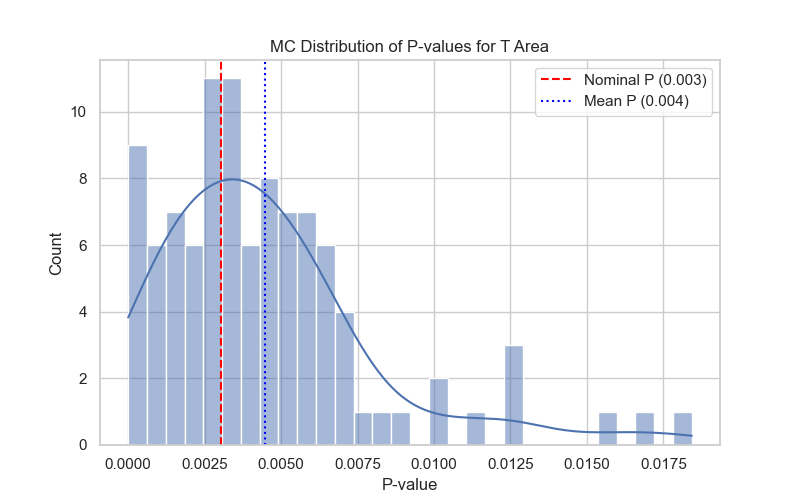 MC Distribution of P-values for T Area
Nominal P (0.003)
Mean P (0.004)
Count
10
8
6
4
2
0
0.0000 0.0025 0.0050 0.0075 0.0100 0.0125 0.0150 0.0175
P-value